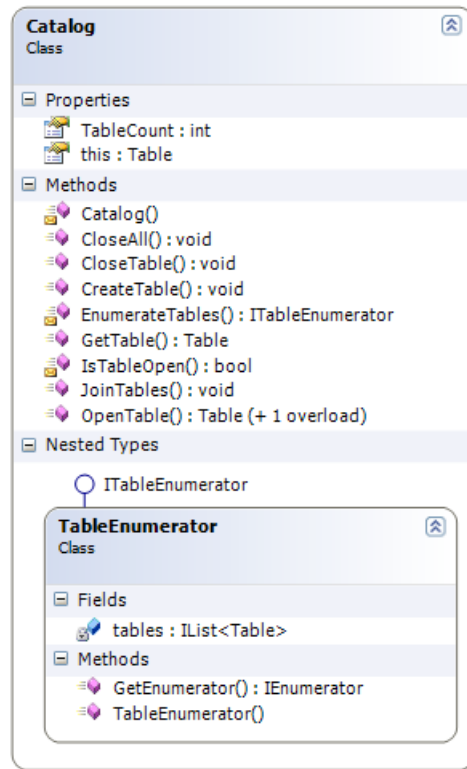 Catalog
Class
Properties
TableCount : int
this : Table
Methods
Catalog()
CloseAll() : void
CloseTable() : void
CreateTable() : void
EnumerateTables() : ITableEnumerator
GetTable() : Table
IsTableOpen() : bool
JoinTables() : void
OpenTable() : Table (+ 1 overload)
Nested Types
ITableEnumerator
TableEnumerator
Class
Fields
tables : IList<Table>
Methods
GetEnumerator() : IEnumerator
TableEnumerator()